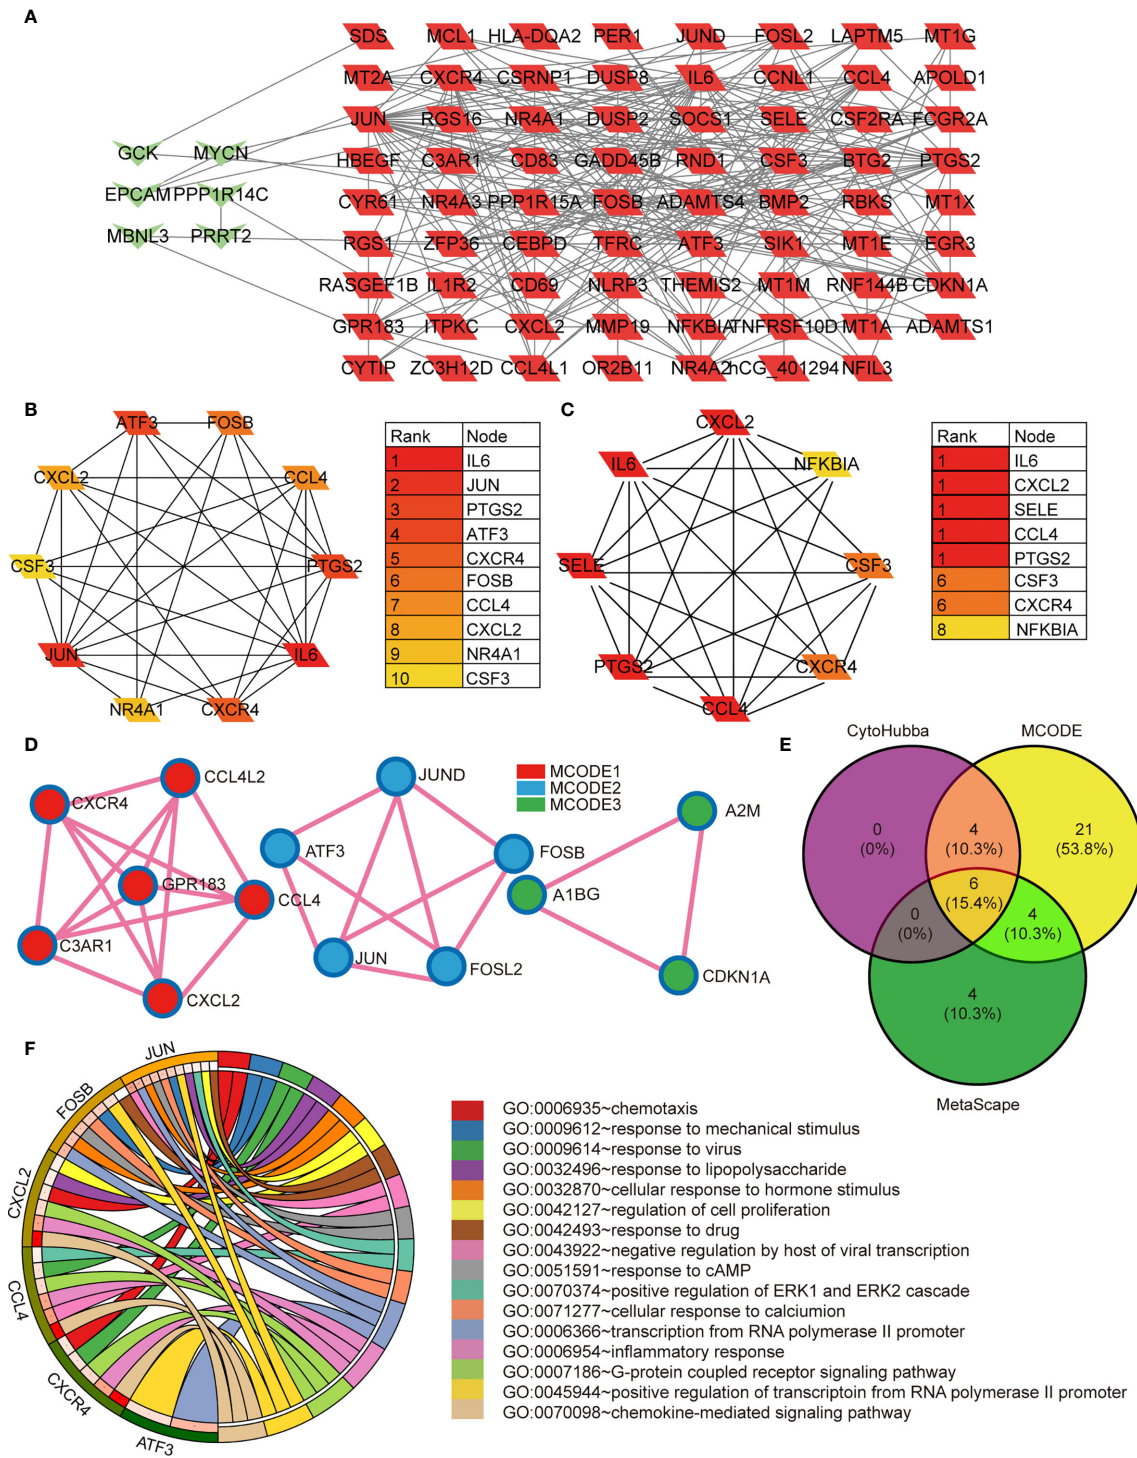 A
SDS MCL1 HLA-DQA2 PER1 JUND FOSL2 LAPTM5 MT1G
MT2A CXCR4 CSRNP1 DUSP8 IL6 CCNL1 CCL4 APOLD1
JUN RGS16 NR4A1 DUSP2 SOCS1 SELE CSF2RA FCGR2A
GCK MYCN HBEGF C3AR1 CD83 GADD45B RND1 CSF3 BTG2 PTGS2
EPCAM PPP1R14C CYR61 NR4A3 PPP1R15A FOSB ADAMTS4 BMP2 RBKS MT1X
MBNL3 PRRT2 RGS1 ZFP36 CEBPD TFRC ATF3 SIK1 MT1E EGR3
RASGEF1B IL1R2 CD69 NLRP3 THEMIS2 MT1M RNF144B CDKN1A
GPR183 ITPKC CXCL2 MMP19 NFKBIA TNFRSF10D MT1A ADAMTS1
CYTIP ZC3H12D CCL4L1 OR2B11 NR4A2 hCG_401294 NFIL3
B
ATF3 FOSB
CXCL2 CCL4
CSF3 PTGS2
JUN IL6
NR4A1 CXCR4
Rank Node
1 IL6
2 JUN
3 PTGS2
4 ATF3
5 CXCR4
6 FOSB
7 CCL4
8 CXCL2
9 NR4A1
10 CSF3
C
CXCL2
IL6 NFKBIA
SELE CSF3
PTGS2 CXCR4
CCL4
Rank Node
1 IL6
1 CXCL2
1 SELE
1 CCL4
1 PTGS2
6 CSF3
6 CXCR4
8 NFKBIA
D
CCL4L2
CXCR4
GPR183
CCL4
C3AR1
CXCL2
JUND
ATF3
FOSB
JUN
FOSL2
MCODE1
MCODE2
MCODE3
A2M
A1BG
CDKN1A
E
CytoHubba MCODE
0
(0%)
4
(10.3%)
21
(53.8%)
6
(15.4%)
0
(0%)
4
(10.3%)
4
(10.3%)
MetaScape
F
JUN
FOSB
CXCL2
CCL4
CXCR4
ATF3
GO:0006935~chemotaxis
GO:0009612~response to mechanical stimulus
GO:0009614~response to virus
GO:0032496~response to lipopolysaccharide
GO:0032870~cellular response to hormone stimulus
GO:0042127~regulation of cell proliferation
GO:0042493~response to drug
GO:0043922~negative regulation by host of viral transcription
GO:0051591~response to cAMP
GO:0070374~positive regulation of ERK1 and ERK2 cascade
GO:0071277~cellular response to calciumion
GO:0006366~transcription from RNA polymerase II promoter
GO:0006954~inflammatory response
GO:0007186~G-protein coupled receptor signaling pathway
GO:0045944~positive regulation of transcriptoin from RNA polymerase II promoter
GO:0070098~chemokine-mediated signaling pathway